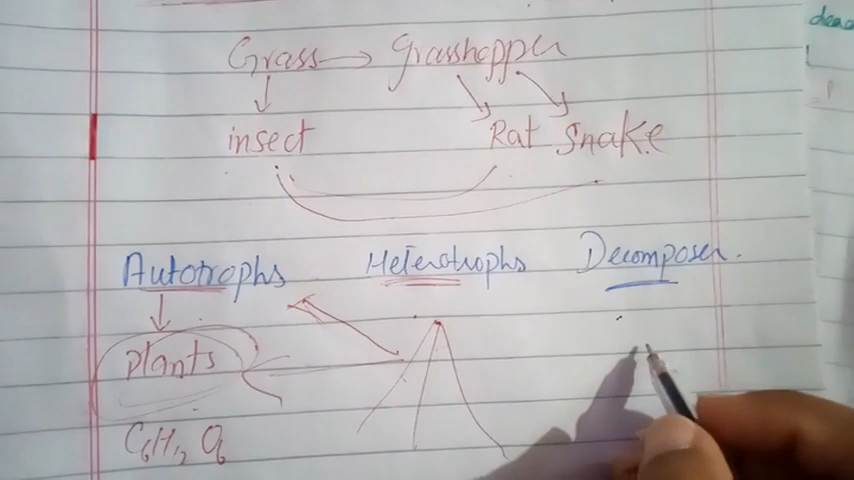 Grass → Grasshopper
insect Rat Snake
Autotrophs Heterotrophs Decomposer.
plants
C6H12O6